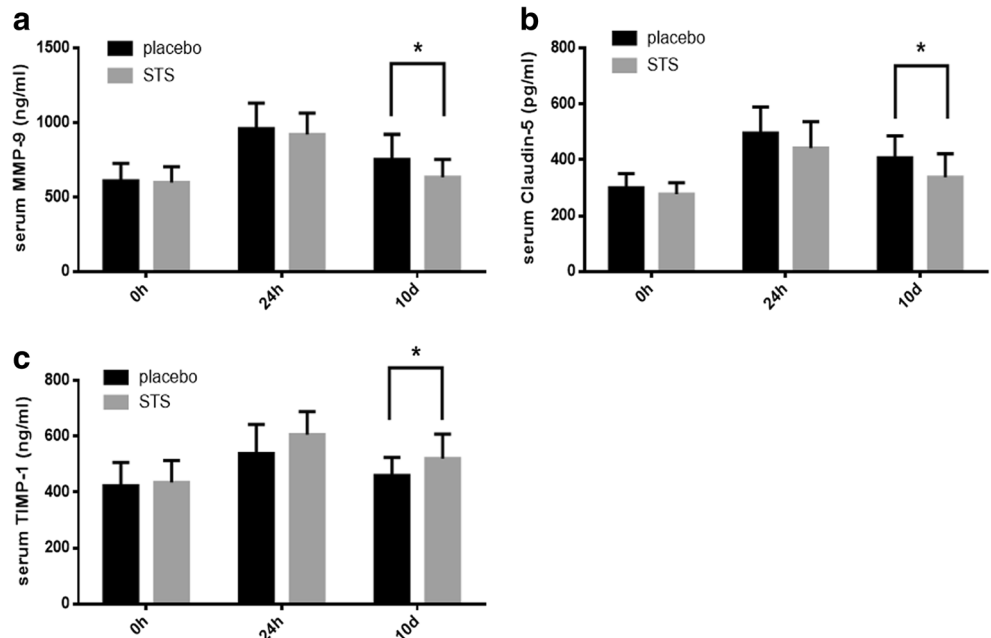 a
serum MMP-9 (ng/ml)
1500
1000
500
0
placebo
STS
*
0h
24h
10d
b
serum Claudin-5 (pg/ml)
800
600
400
200
0
placebo
STS
*
0h
24h
10d
c
serum TIMP-1 (ng/ml)
800
600
400
200
0
placebo
STS
*
0h
24h
10d